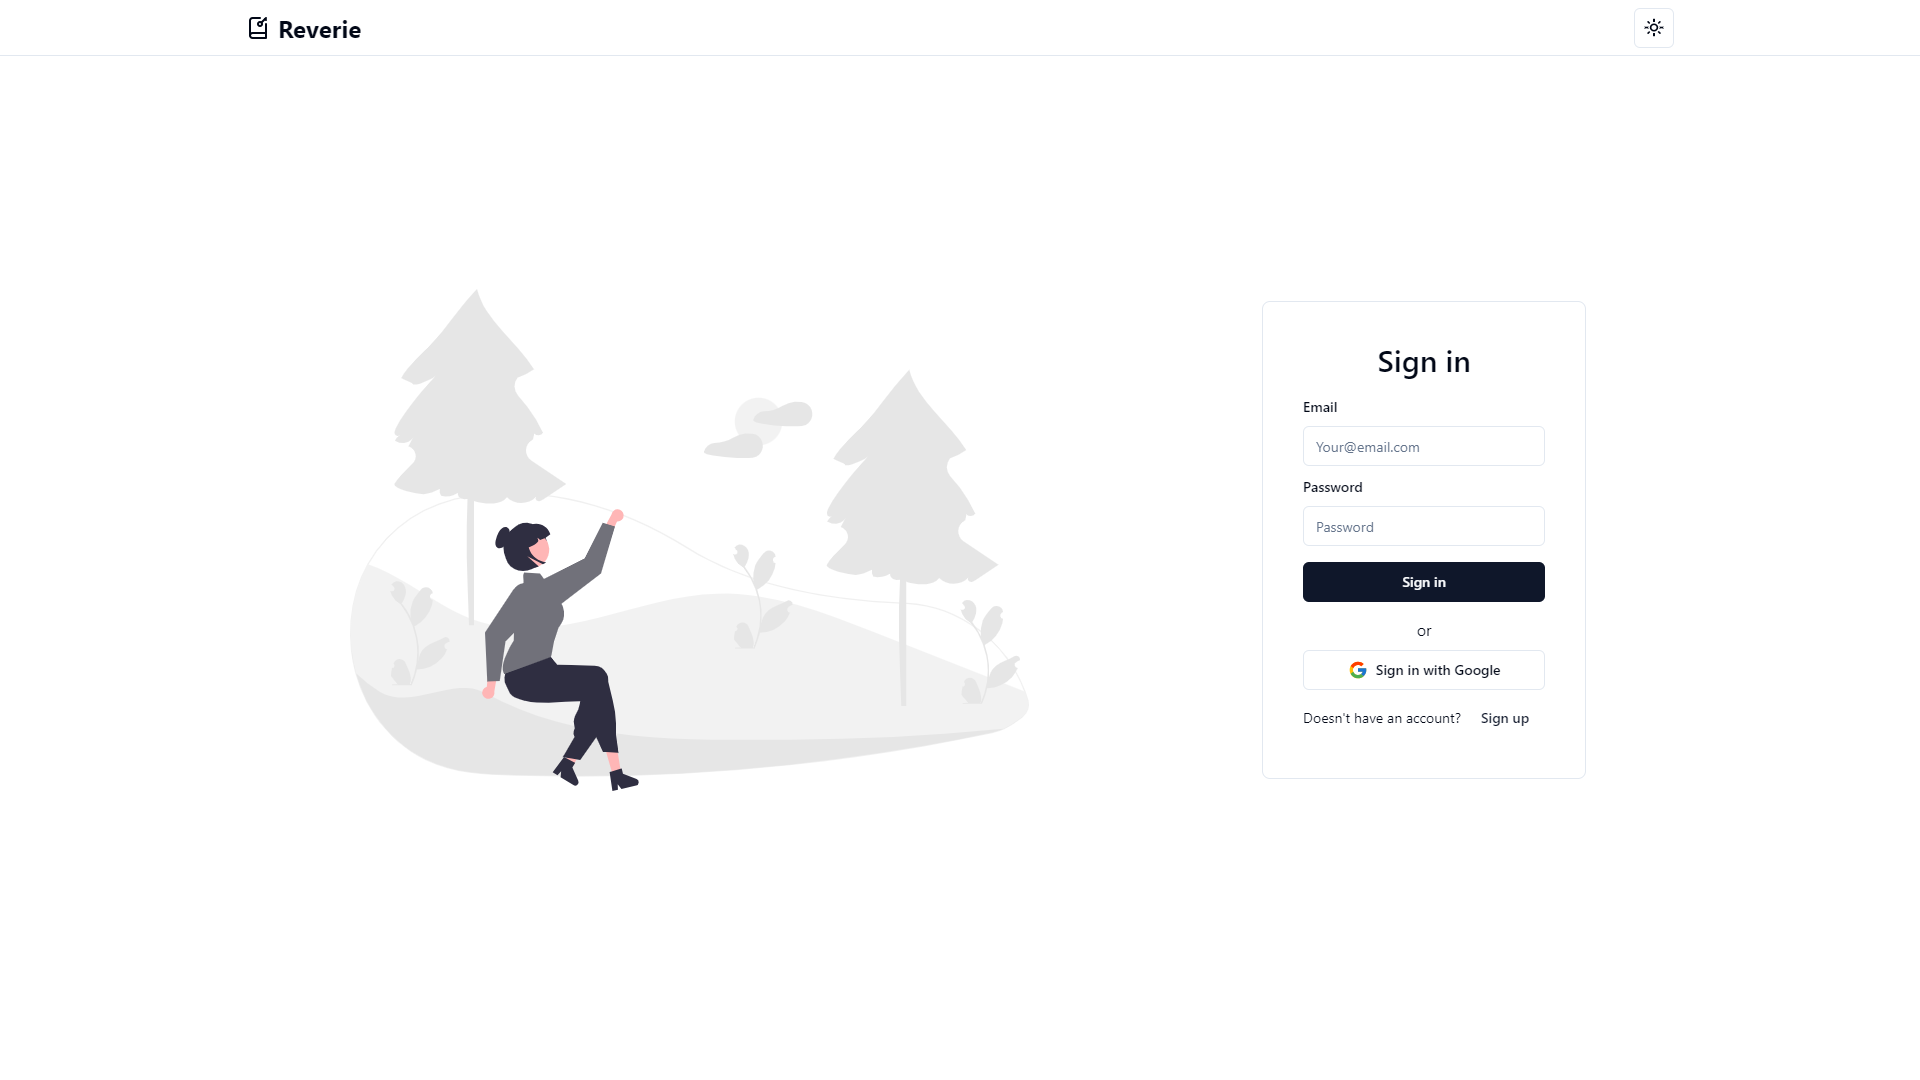 Reverie
Sign in
Email
Your@email.com
Password
Password
Sign in
or
Sign in with Google
Doesn't have an account? Sign up